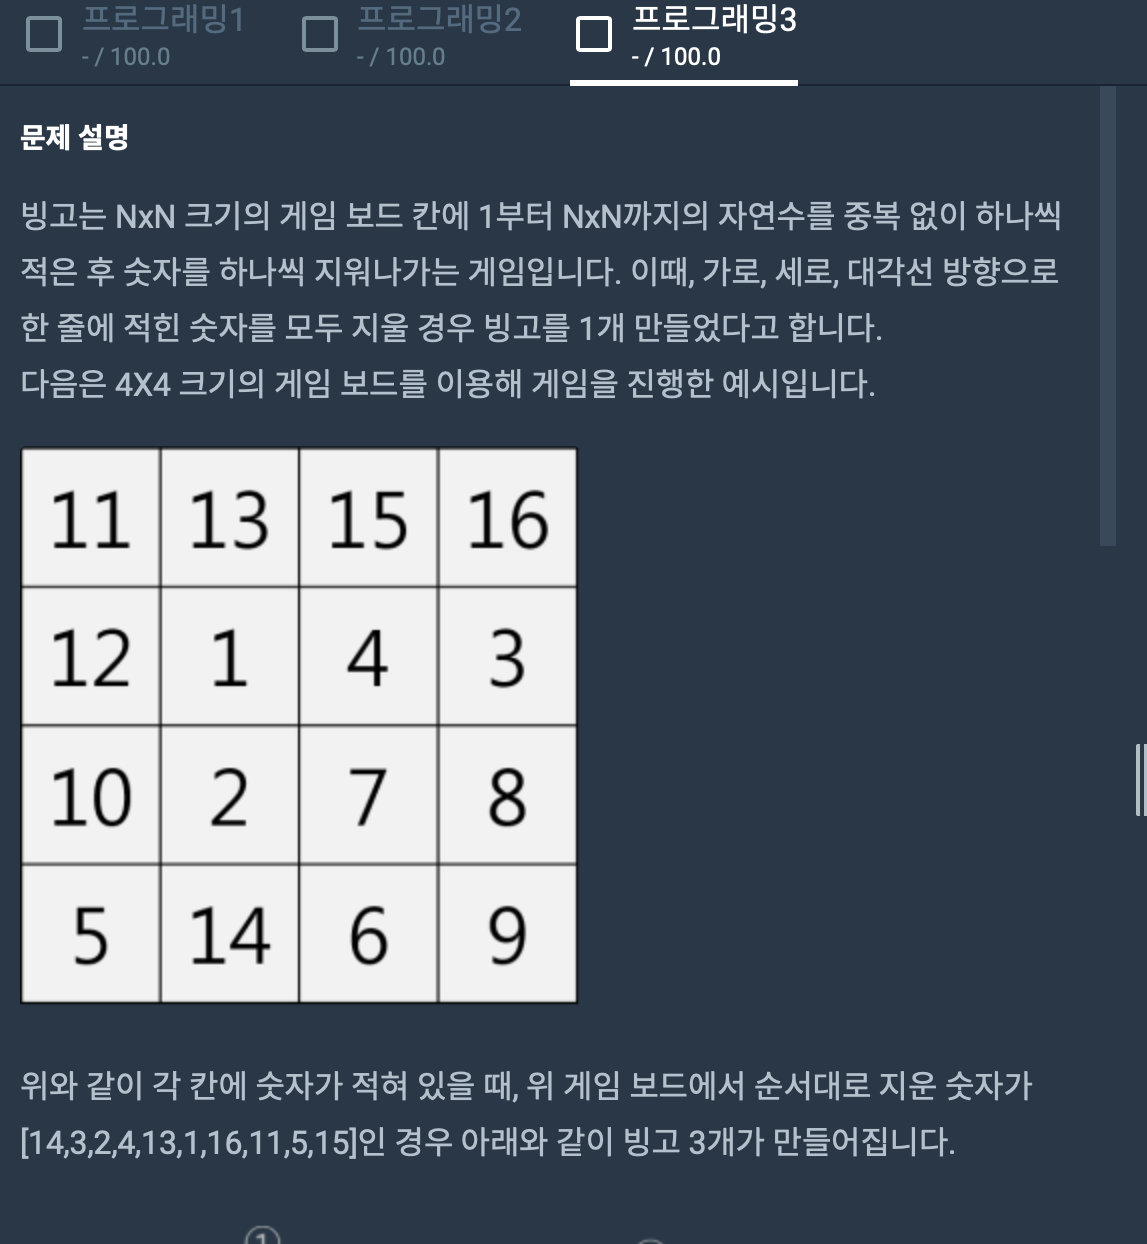 프로그래밍1
- / 100.0
프로그래밍2
- / 100.0
프로그래밍3
- / 100.0
문제 설명
빙고는 NxN 크기의 게임 보드 칸에 1부터 NxN까지의 자연수를 중복 없이 하나씩
적은 후 숫자를 하나씩 지워나가는 게임입니다. 이때, 가로, 세로, 대각선 방향으로
한 줄에 적힌 숫자를 모두 지울 경우 빙고를 1개 만들었다고 합니다.
다음은 4X4 크기의 게임 보드를 이용해 게임을 진행한 예시입니다.
11 13 15 16
12 1 4 3
10 2 7 8
5 14 6 9
위와 같이 각 칸에 숫자가 적혀 있을 때, 위 게임 보드에서 순서대로 지운 숫자가
[14,3,2,4,13,1,16,11,5,15]인 경우 아래와 같이 빙고 3개가 만들어집니다.
①